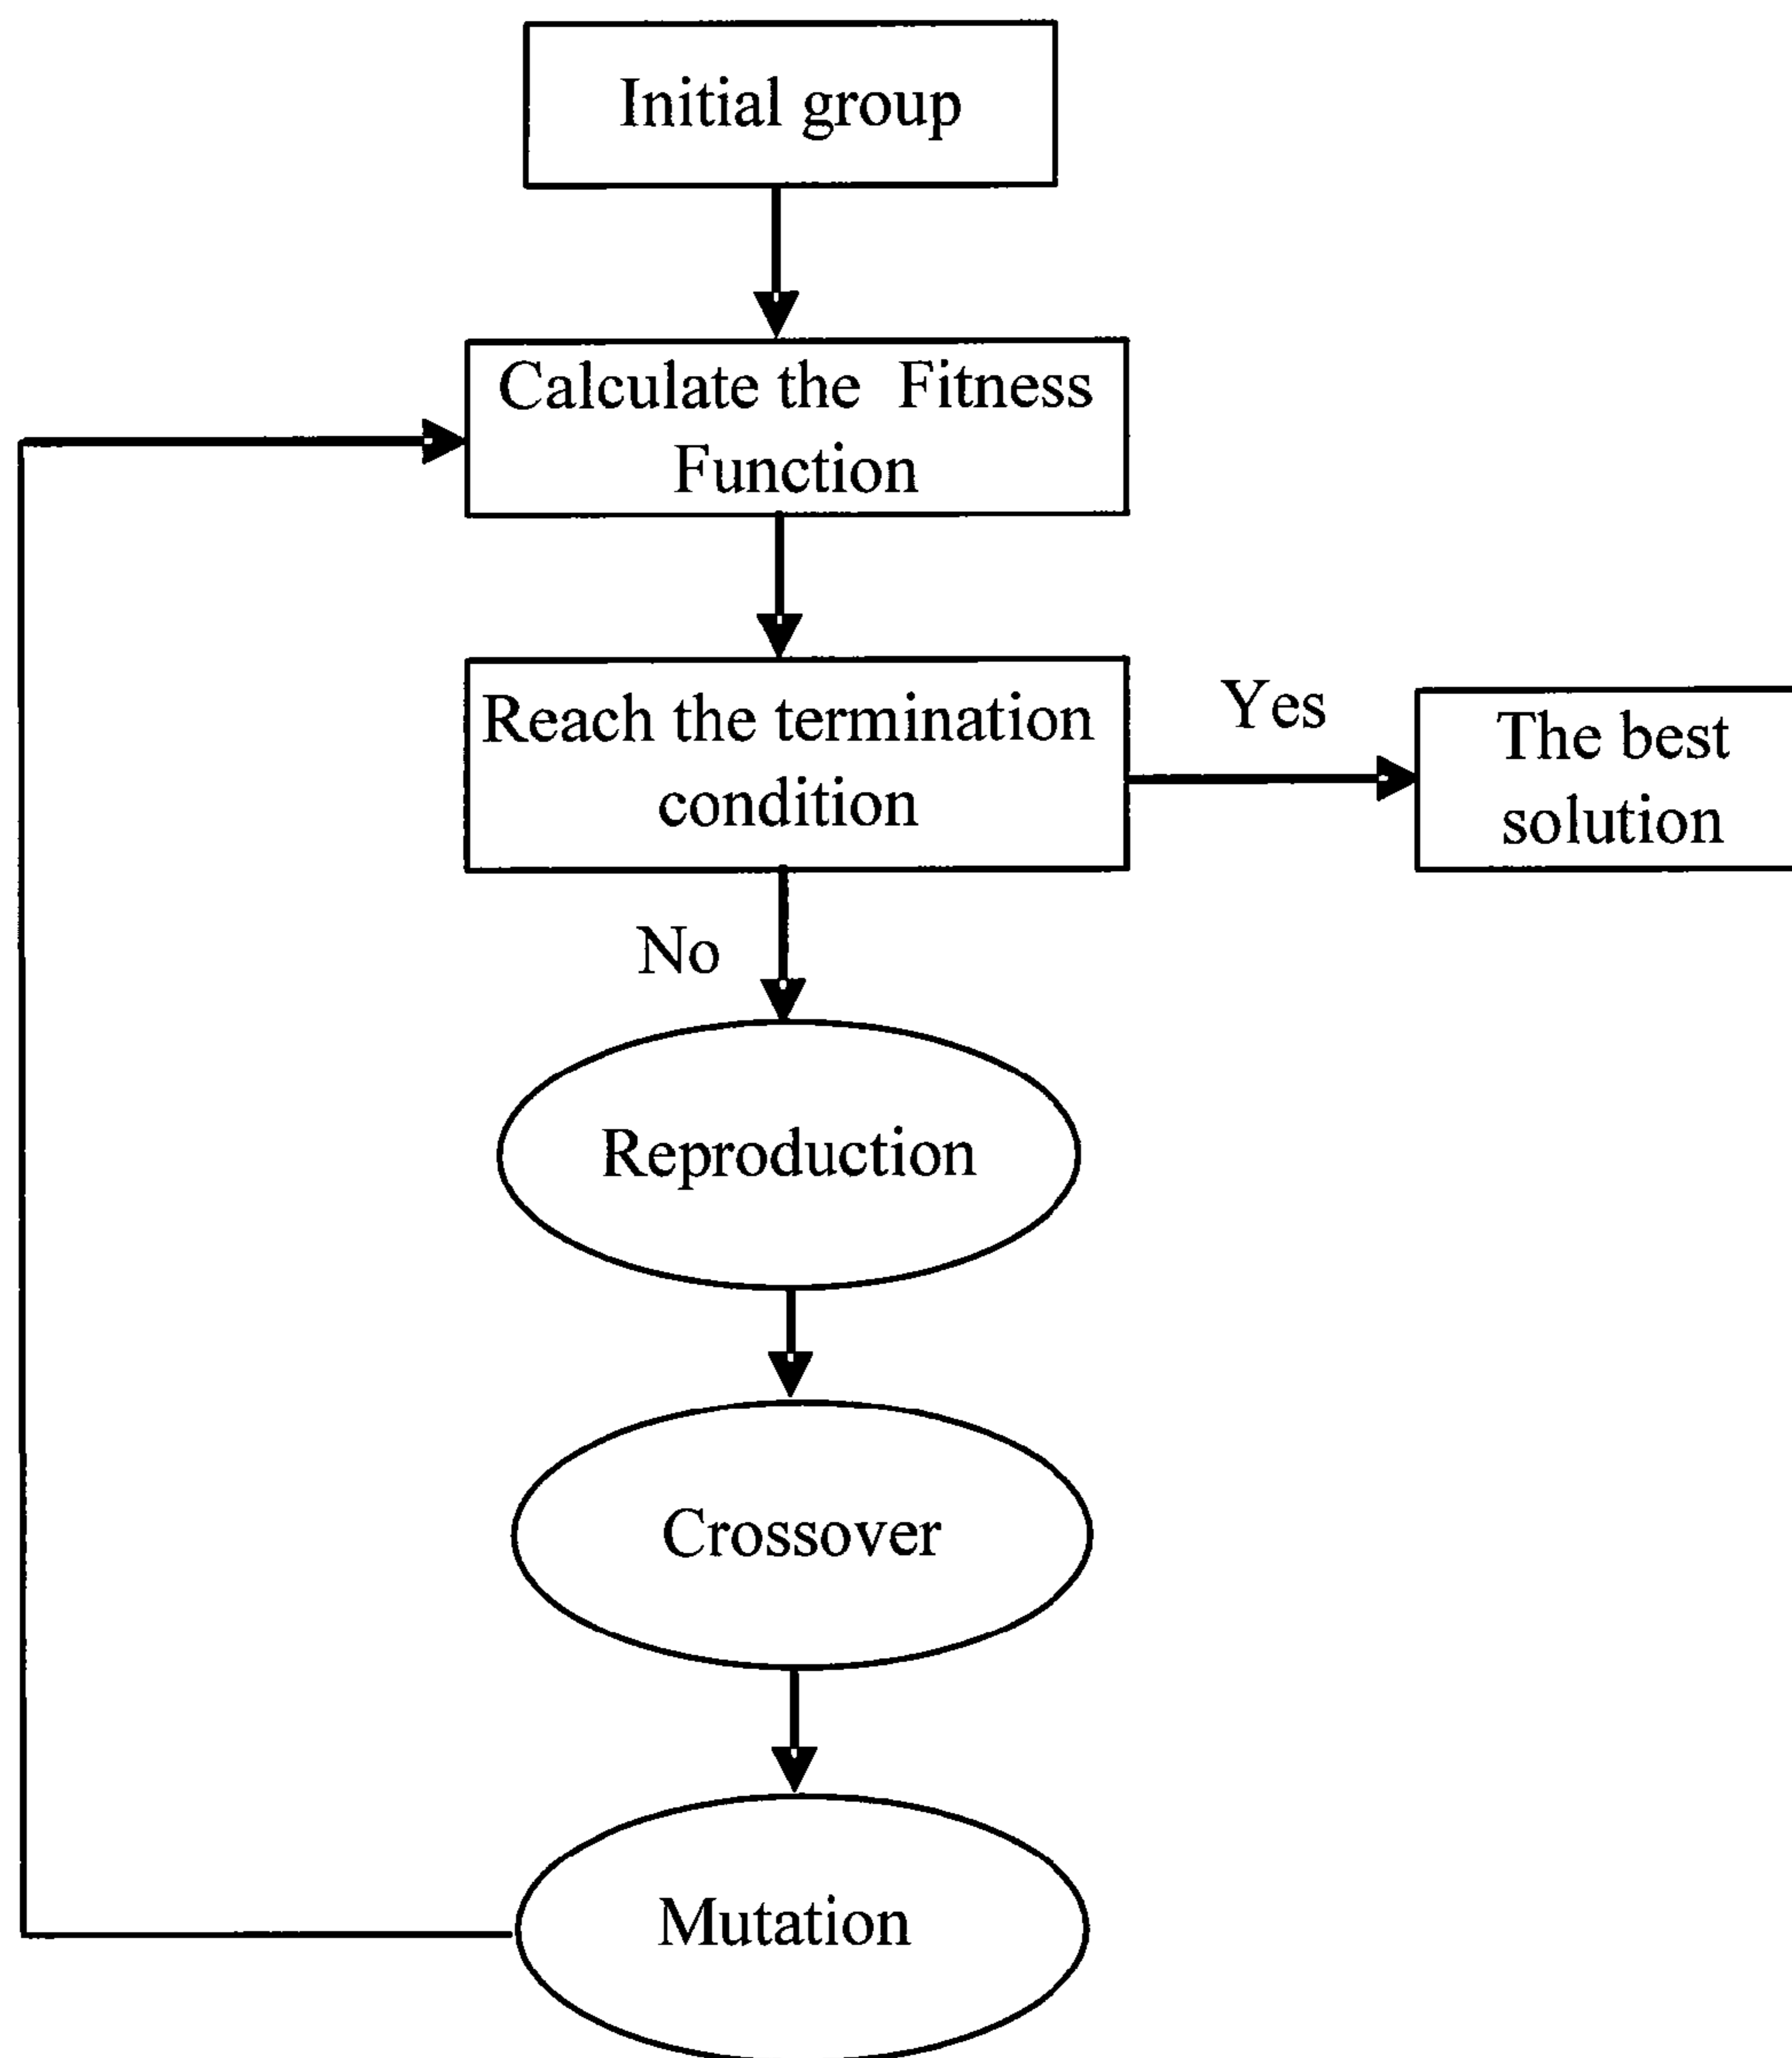 Initial group
Calculate the Fitness
Function
Reach the termination
condition
Yes
The best
solution
No
Reproduction
Crossover
Mutation